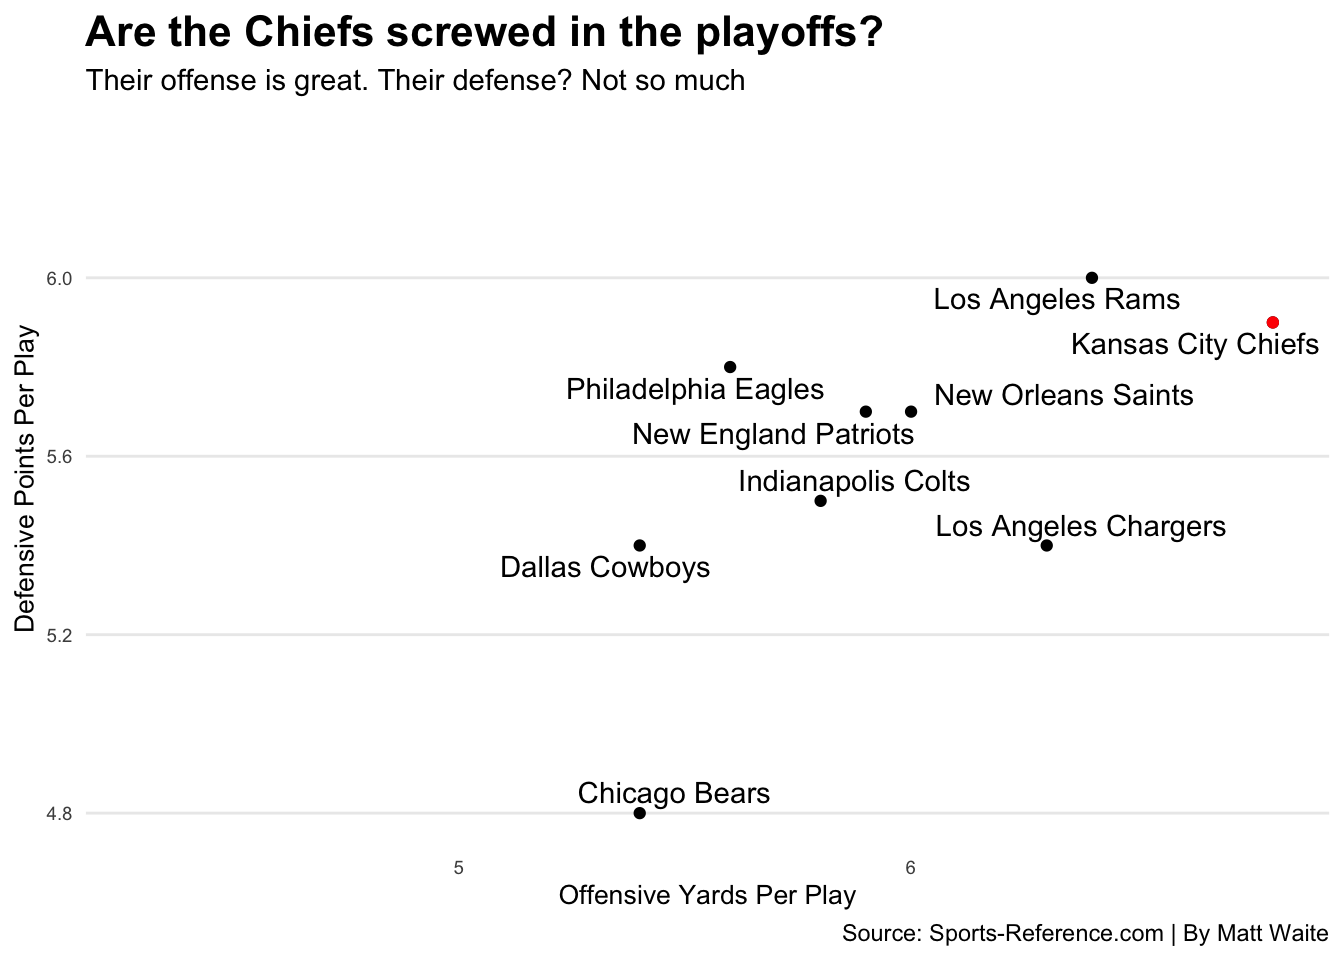 Are the Chiefs screwed in the playoffs?
Their offense is great. Their defense? Not so much
6.0
Los Angeles Rams
Kansas City Chiefs
Philadelphia Eagles
New Orleans Saints
New England Patriots
5.6
Indianapolis Colts
Los Angeles Chargers
Dallas Cowboys
5.2
Chicago Bears
4.8
Defensive Points Per Play
5
6
Offensive Yards Per Play
Source: Sports-Reference.com | By Matt Waite